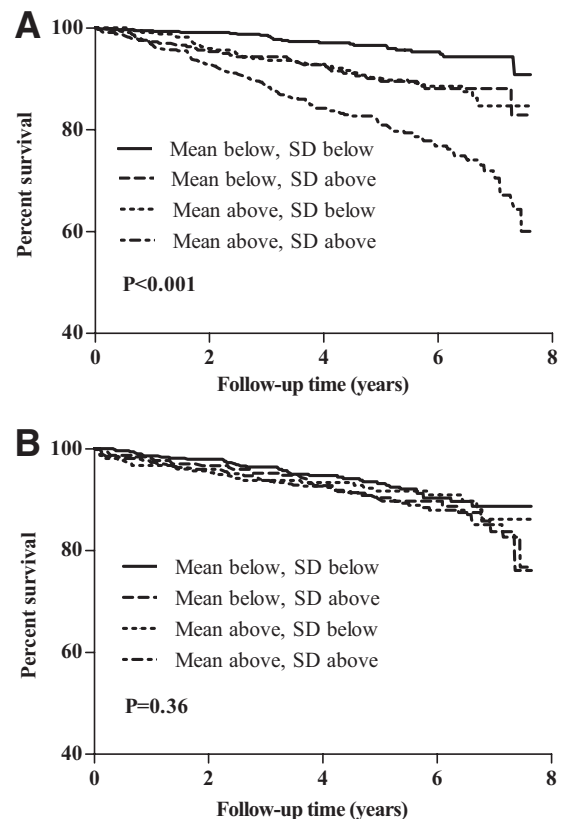 A
100
80
60
40
Percent survival
Mean below, SD below
Mean below, SD above
Mean above, SD below
Mean above, SD above
P<0.001
0 2 4 6 8
Follow-up time (years)
B
100
80
60
40
Percent survival
Mean below, SD below
Mean below, SD above
Mean above, SD below
Mean above, SD above
P=0.36
0 2 4 6 8
Follow-up time (years)